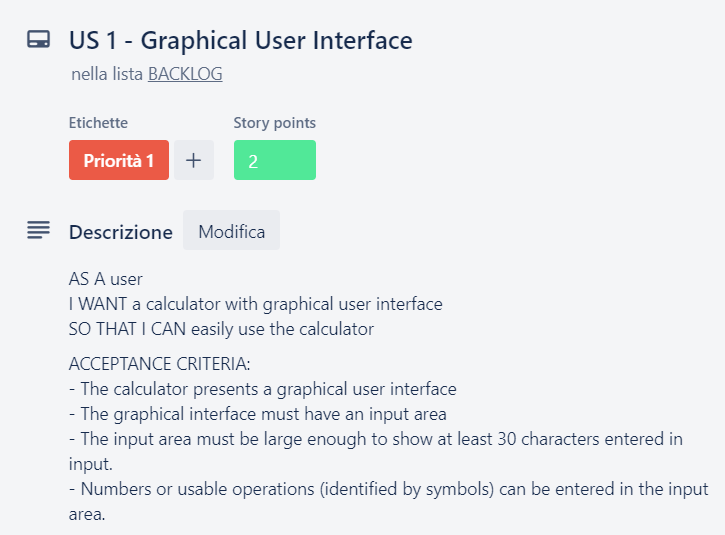 US 1 - Graphical User Interface
nella lista BACKLOG
Etichette
Story points
Priorità 1
+
2
Descrizione
Modifica
AS A user
I WANT a calculator with graphical user interface
SO THAT I CAN easily use the calculator
ACCEPTANCE CRITERIA:
- The calculator presents a graphical user interface
- The graphical interface must have an input area
- The input area must be large enough to show at least 30 characters entered in
input.
- Numbers or usable operations (identified by symbols) can be entered in the input
area.